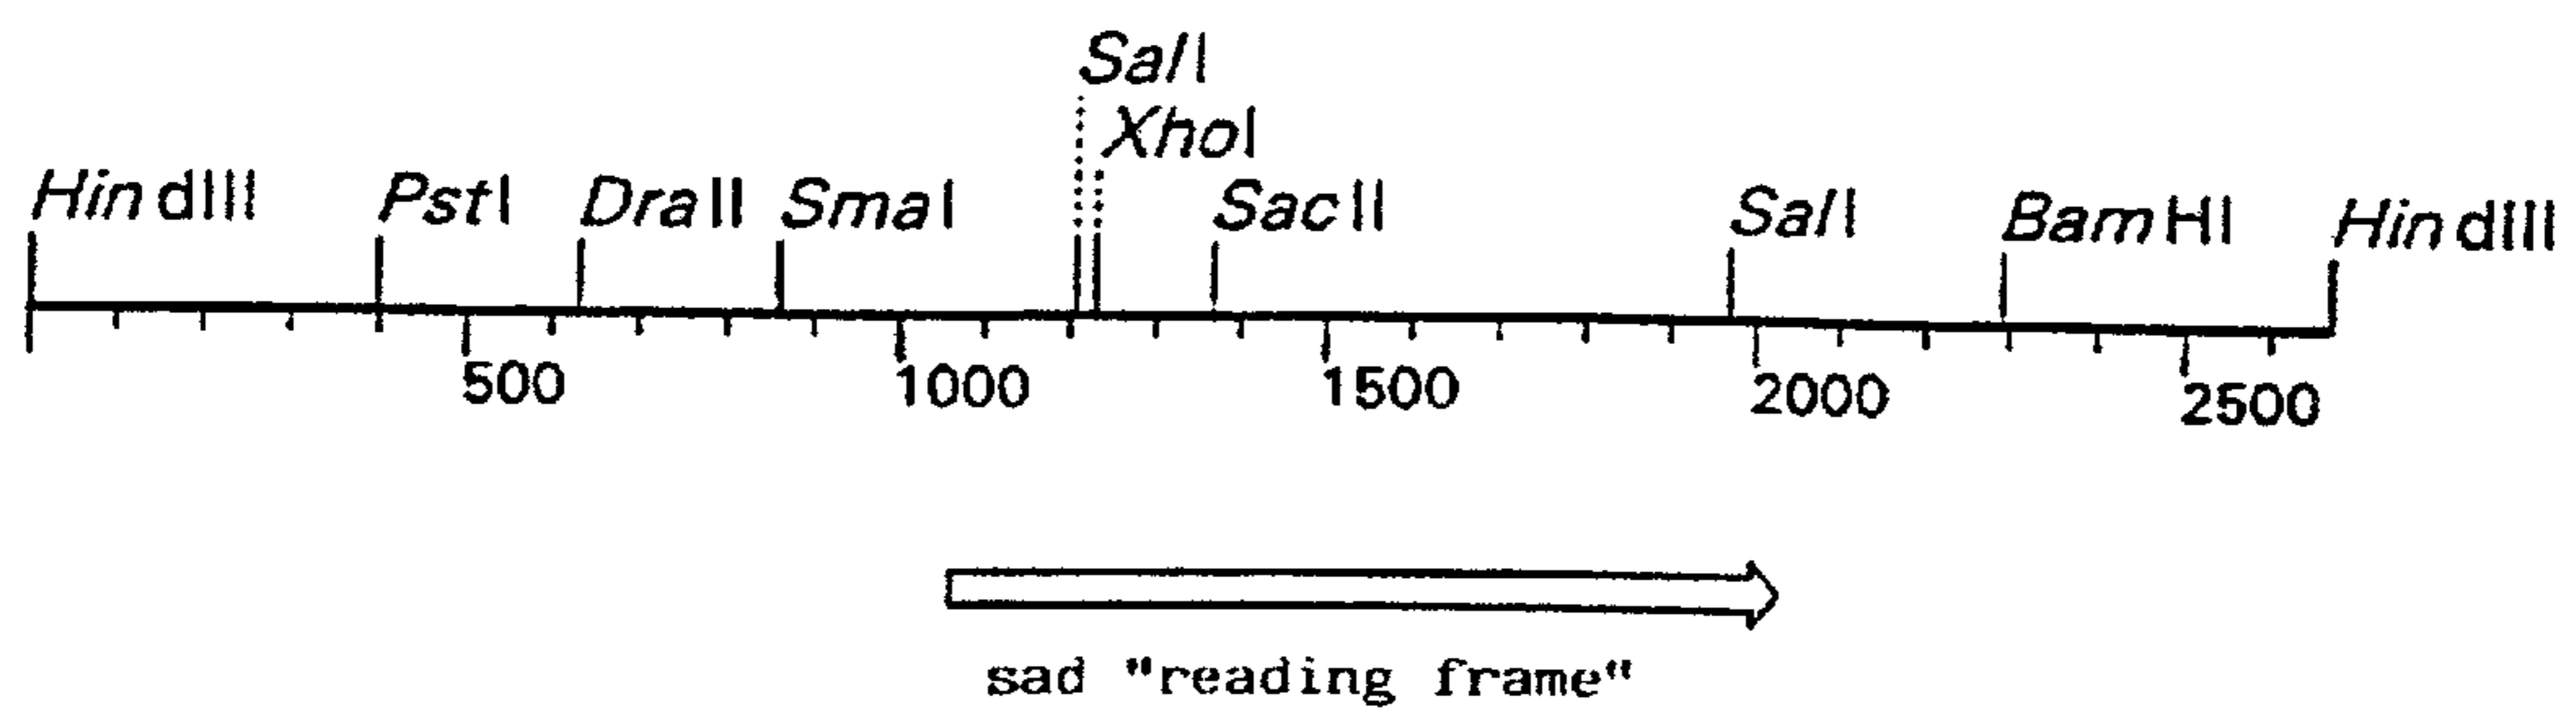 SalI
XhoI
HindIII PstI DraII SmaI SacII SalI BamHI HindIII
500 1000 1500 2000 2500
sad "reading frame"